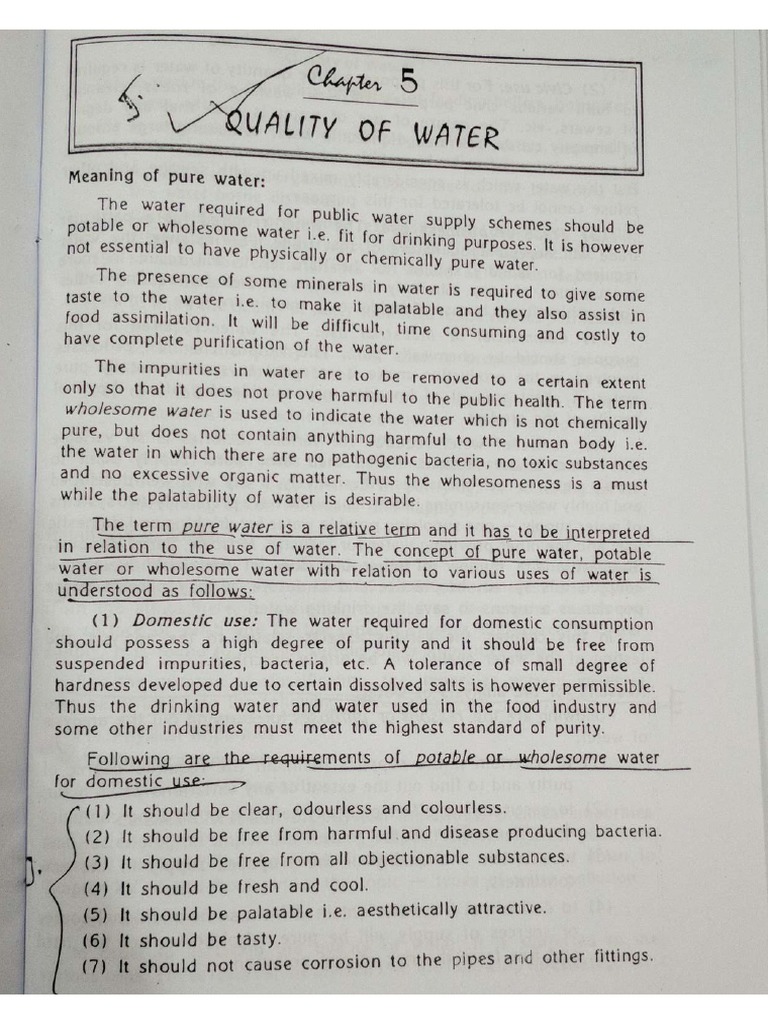 Chapter 5
QUALITY OF WATER
Meaning of pure water:
The water required for public water supply schemes should be
potable or wholesome water i.e. fit for drinking purposes. It is however
not essential to have physically or chemically pure water.
The presence of some minerals in water is required to give some
taste to the water i.e. to make it palatable and they also assist in
food assimilation. It will be difficult, time consuming and costly to
have complete purification of the water.
The impurities in water are to be removed to a certain extent
only so that it does not prove harmful to the public health. The term
wholesome water is used to indicate the water which is not chemically
pure, but does not contain anything harmful to the human body i.e.
the water in which there are no pathogenic bacteria, no toxic substances
and no excessive organic matter. Thus the wholesomeness is a must
while the palatability of water is desirable.
The term pure water is a relative term and it has to be interpreted
in relation to the use of water. The concept of pure water, potable
water or wholesome water with relation to various uses of water is
understood as follows:
(1) Domestic use: The water required for domestic consumption
should possess a high degree of purity and it should be free from
suspended impurities, bacteria, etc. A tolerance of small degree of
hardness developed due to certain dissolved salts is however permissible.
Thus the drinking water and water used in the food industry and
some other industries must meet the highest standard of purity.
Following are the requirements of potable or wholesome water
for domestic use:
(1) It should be clear, odourless and colourless.
(2) It should be free from harmful and disease producing bacteria.
(3) It should be free from all objectionable substances.
(4) It should be fresh and cool.
(5) It should be palatable i.e. aesthetically attractive.
(6) It should be tasty.
(7) It should not cause corrosion to the pipes and other fittings.